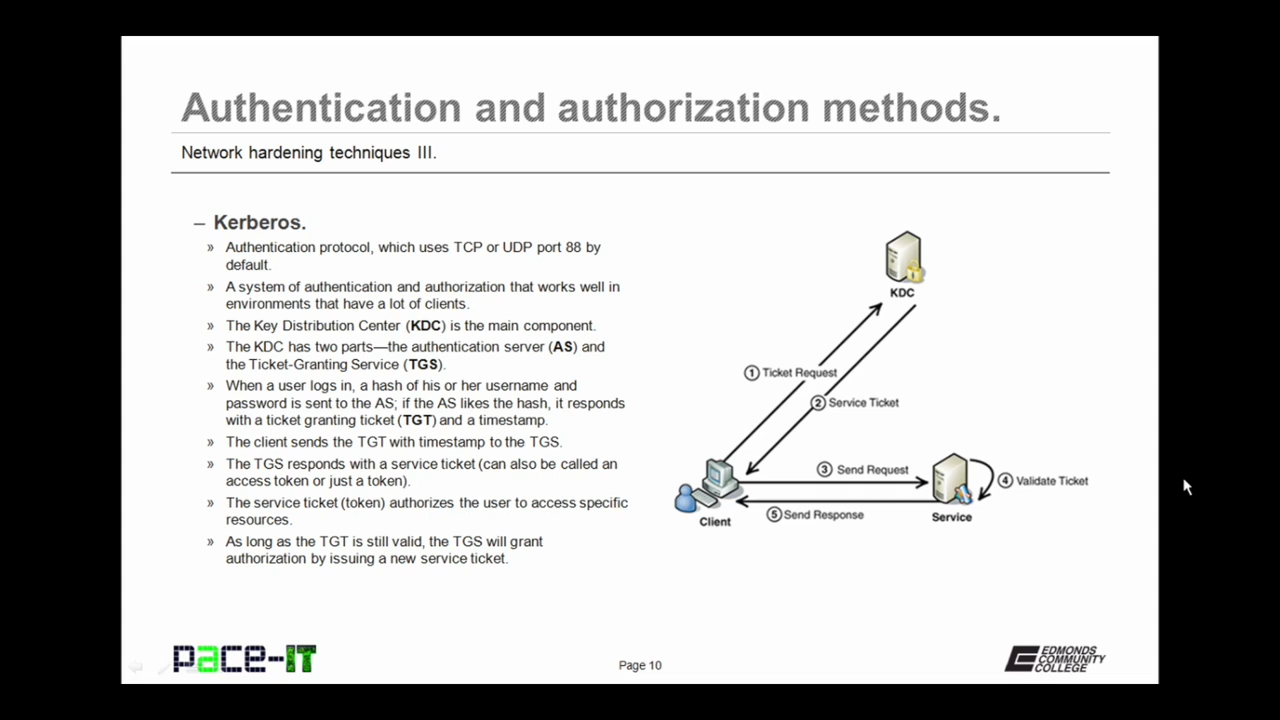 Authentication and authorization methods.
Network hardening techniques III.
– Kerberos.
» Authentication protocol, which uses TCP or UDP port 88 by
default.
» A system of authentication and authorization that works well in
environments that have a lot of clients.
» The Key Distribution Center (KDC) is the main component.
» The KDC has two parts—the authentication server (AS) and
the Ticket-Granting Service (TGS).
» When a user logs in, a hash of his or her username and
password is sent to the AS; if the AS likes the hash, it responds
with a ticket granting ticket (TGT) and a timestamp.
» The client sends the TGT with timestamp to the TGS.
» The TGS responds with a service ticket (can also be called an
access token or just a token).
» The service ticket (token) authorizes the user to access specific
resources.
» As long as the TGT is still valid, the TGS will grant
authorization by issuing a new service ticket.
KDC
① Ticket Request
② Service Ticket
③ Send Request
④ Validate Ticket
⑤ Send Response
Client
Service
pace-IT
Page 10
EDMONDS
COMMUNITY
COLLEGE